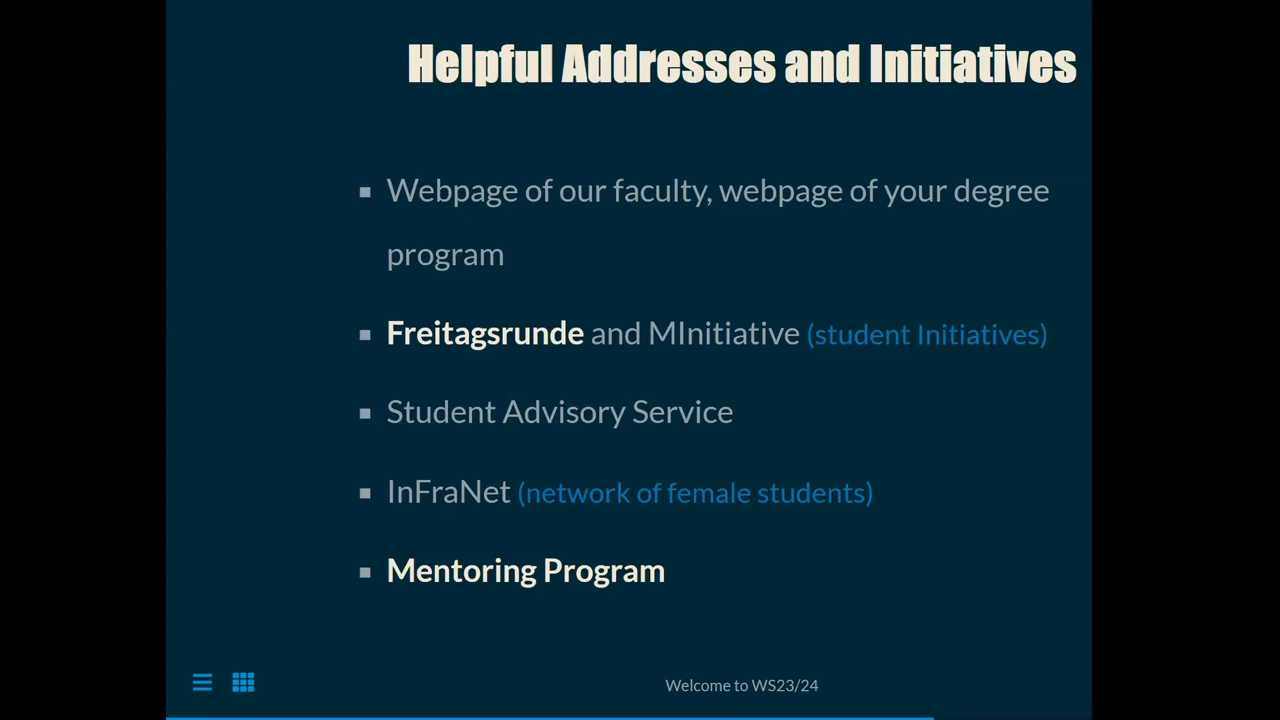 Helpful Addresses and Initiatives
Webpage of our faculty, webpage of your degree
program
Freitagsrunde and MInitiative (student Initiatives)
Student Advisory Service
InFraNet (network of female students)
Mentoring Program
Welcome to WS23/24